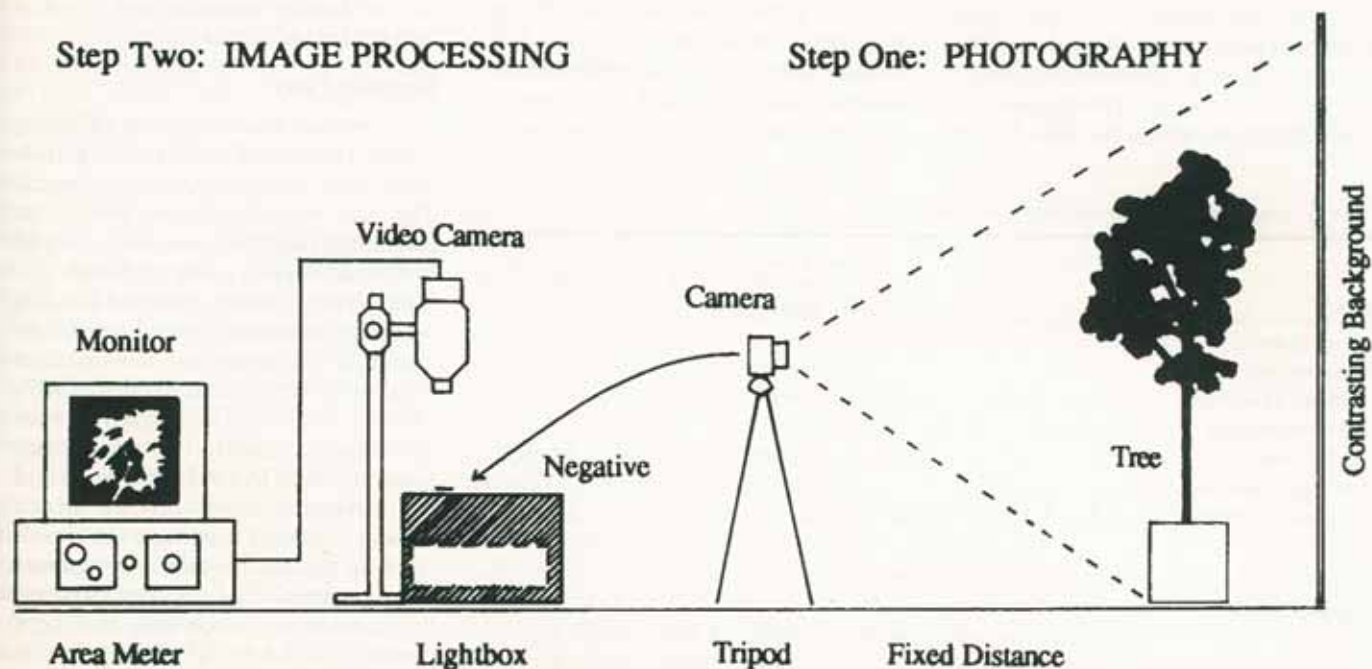 Step Two: IMAGE PROCESSING
Step One: PHOTOGRAPHY
Video Camera
Camera
Monitor
Negative
Tree
Contrasting Background
Area Meter
Lightbox
Tripod
Fixed Distance